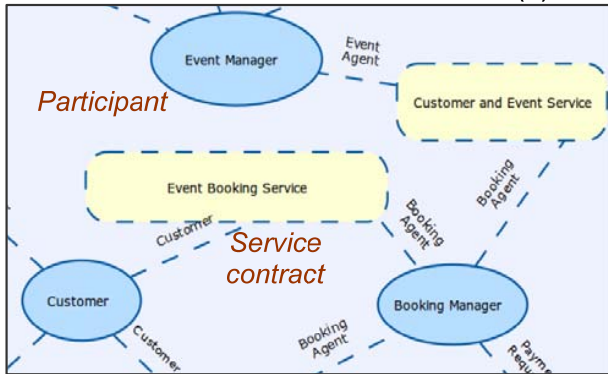 Event Manager
Event
Agent
Customer and Event Service
Participant
Event Booking Service
Booking
Agent
Booking
Agent
Customer
Service
contract
Customer
Booking Manager
Customer
Booking
Agent